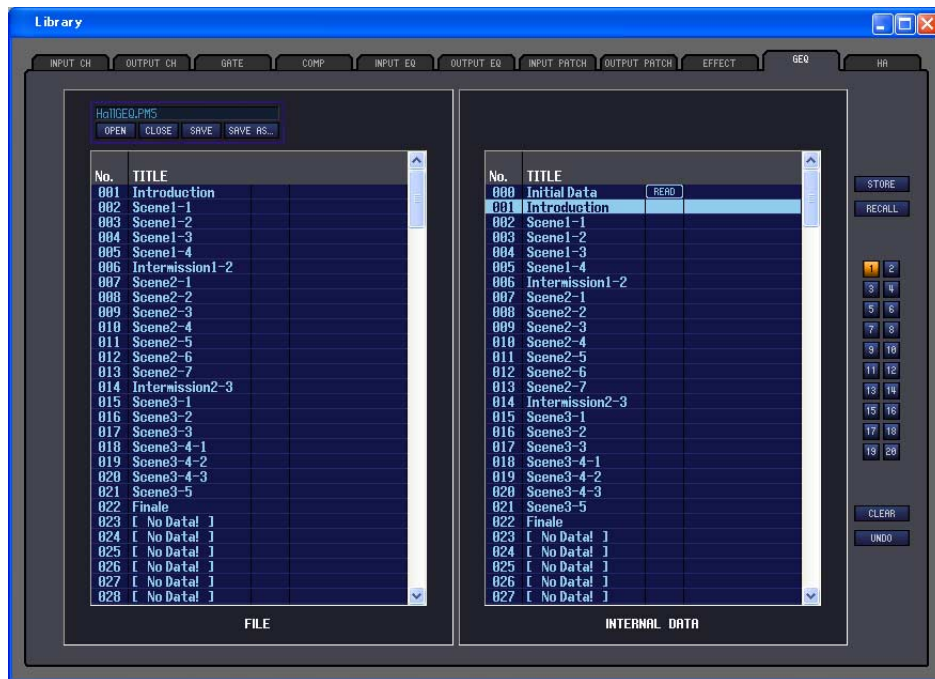 Library
INPUT CH OUTPUT CH GATE COMP INPUT EQ OUTPUT EQ INPUT PATCH OUTPUT PATCH EFFECT GEQ HA
HallGEQ.PM5
OPEN CLOSE SAVE SAVE AS...
No. TITLE
001 Introduction
002 Scene1-1
003 Scene1-2
004 Scene1-3
005 Scene1-4
006 Intermission1-2
007 Scene2-1
008 Scene2-2
009 Scene2-3
010 Scene2-4
011 Scene2-5
012 Scene2-6
013 Scene2-7
014 Intermission2-3
015 Scene3-1
016 Scene3-2
017 Scene3-3
018 Scene3-4-1
019 Scene3-4-2
020 Scene3-4-3
021 Scene3-5
022 Finale
023 [ No Data! ]
024 [ No Data! ]
025 [ No Data! ]
026 [ No Data! ]
027 [ No Data! ]
028 [ No Data! ]
FILE
No. TITLE
000 Initial Data READ
001 Introduction
002 Scene1-1
003 Scene1-2
004 Scene1-3
005 Scene1-4
006 Intermission1-2
007 Scene2-1
008 Scene2-2
009 Scene2-3
010 Scene2-4
011 Scene2-5
012 Scene2-6
013 Scene2-7
014 Intermission2-3
015 Scene3-1
016 Scene3-2
017 Scene3-3
018 Scene3-4-1
019 Scene3-4-2
020 Scene3-4-3
021 Scene3-5
022 Finale
023 [ No Data! ]
024 [ No Data! ]
025 [ No Data! ]
026 [ No Data! ]
027 [ No Data! ]
INTERNAL DATA
STORE
RECALL
1 2
3 4
5 6
7 8
9 10
11 12
13 14
15 16
17 18
19 20
CLEAR
UNDO